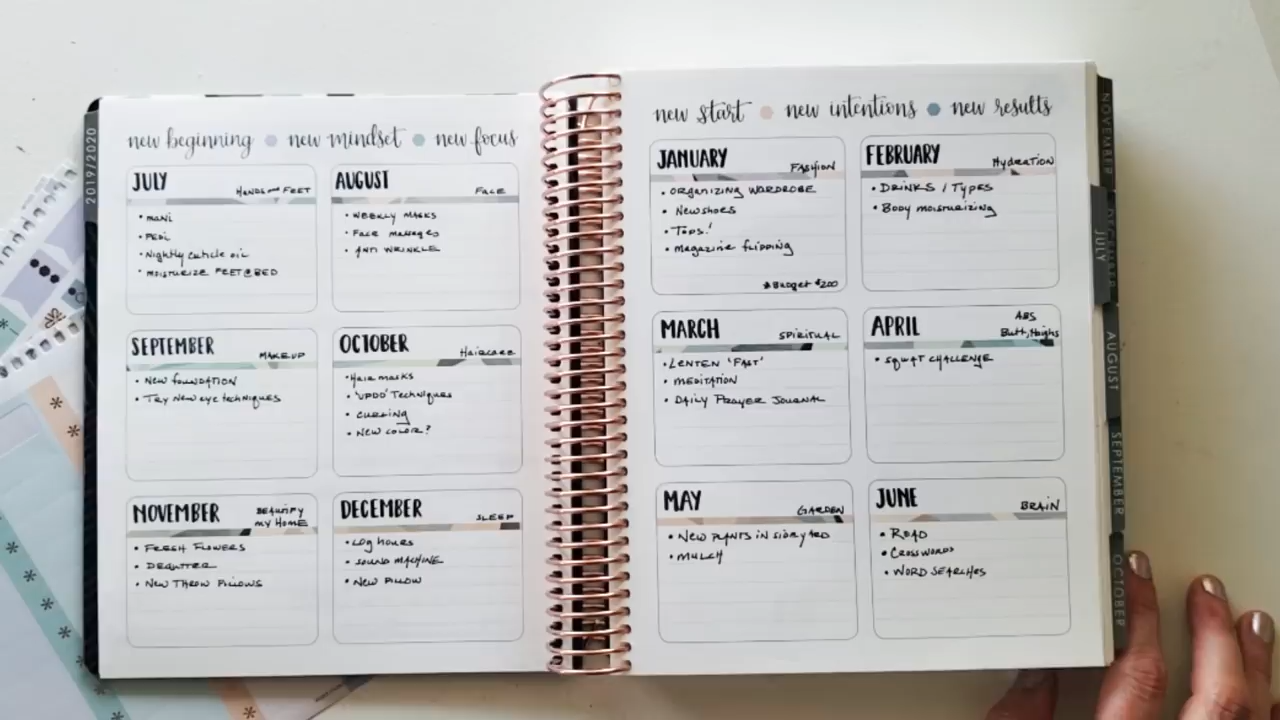 new beginning new mindset new focus
JULY
HANDS and FEET
• mani
• PEDI
• Nightly cuticle oil
• moisturize FEET@BED
AUGUST
FACE
• WEEKLY MASKS
• Face massages
• ANTI WRINKLE
SEPTEMBER
MAKEUP
• New foundation
• TRY New eye techniques
OCTOBER
Haircare
• Hair masks
• 'UPDO' Techniques
• CURLING
• NEW COLOR?
NOVEMBER
BEAUTIFY
my Home
• FRESH FLOWERS
• DECLUTTER
• NEW THROW PILLOWS
DECEMBER
SLEEP
• LOG HOURS
• SOUND MACHINE
• NEW PILLOW
new start new intentions new results
JANUARY
FASHION
• ORGANIZING WARDROBE
• New shoes
• Tops!
• magazine flipping
*Budget $200
FEBRUARY
Hydration
• DRINKS / TYPES
• Body moisturizing
MARCH
SPIRITUAL
• LENTEN 'FAST'
• MEDITATION
• DAILY PRAYER JOURNAL
APRIL
ABS
Butt, thighs
• SQUAT CHALLENGE
MAY
GARDEN
• NEW PLANTS IN
• MULCH
JUNE
BRAIN
• READ
• CROSSWORDS
• WORD SEARCHES
2019/2020
NOVEMBER
DECEMBER
JULY
AUGUST
SEPTEMBER
OCTOBER